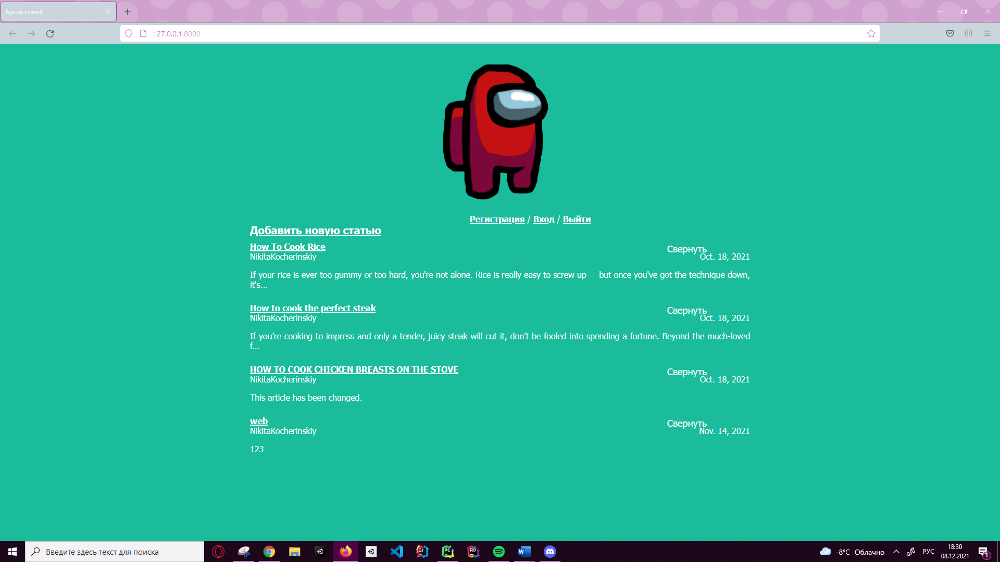 Архив статей
127.0.0.1:8000
Регистрация / Вход / Выйти
Добавить новую статью
How To Cook Rice
Свернуть
NikitaKocherinskiy
Oct. 18, 2021
If your rice is ever too gummy or too hard, you're not alone. Rice is really easy to screw up — but once you've got the technique down,
it's...
How to cook the perfect steak
Свернуть
NikitaKocherinskiy
Oct. 18, 2021
If you’re cooking to impress and only a tender, juicy steak will cut it, don’t be fooled into spending a fortune. Beyond the much-loved
f...
HOW TO COOK CHICKEN BREASTS ON THE STOVE
Свернуть
NikitaKocherinskiy
Oct. 18, 2021
This article has been changed.
web
Свернуть
NikitaKocherinskiy
Nov. 14, 2021
123
Введите здесь текст для поиска
IJ
PC
RD
W
-8°C Облачно
РУС
18:30
08.12.2021
1